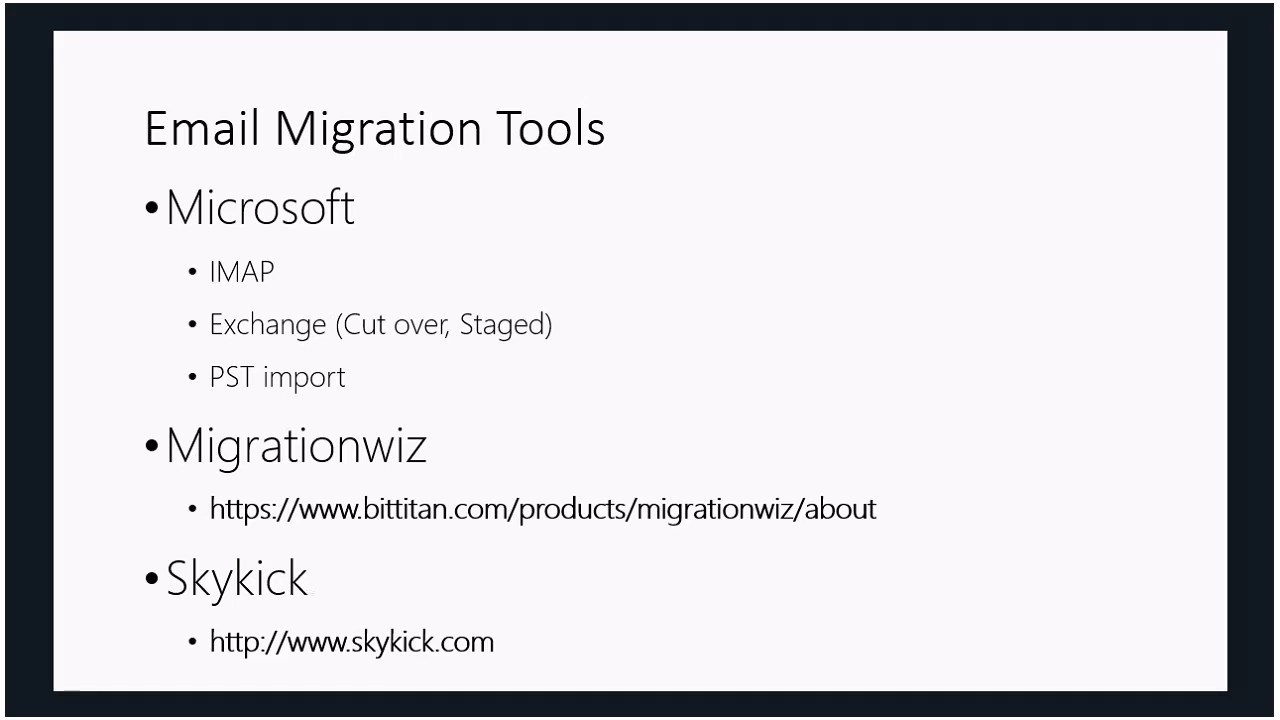 Email Migration Tools
•Microsoft
• IMAP
• Exchange (Cut over, Staged)
• PST import
•Migrationwiz
• https://www.bittitan.com/products/migrationwiz/about
•Skykick
• http://www.skykick.com